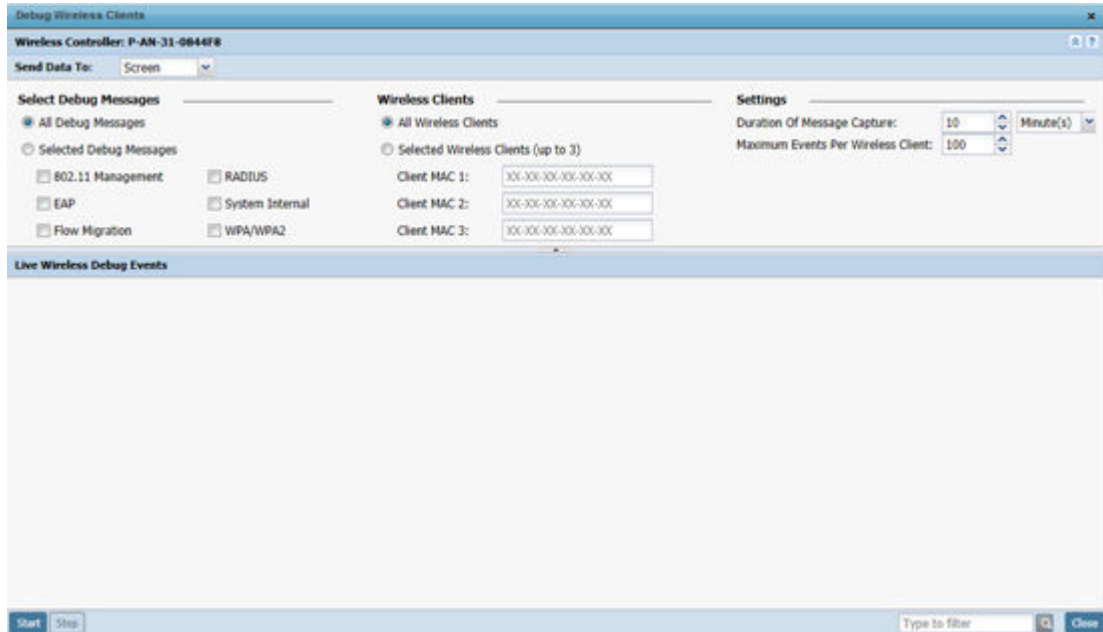 Debug Wireless Clients
Wireless Controller: P-AN-31-0844F8
Send Data To: Screen
Select Debug Messages
All Debug Messages
Selected Debug Messages
802.11 Management RADIUS
EAP System Internal
Flow Migration WPA/WPA2
Wireless Clients
All Wireless Clients
Selected Wireless Clients (up to 3)
Client MAC 1: XX-XX-XX-XX-XX-XX
Client MAC 2: XX-XX-XX-XX-XX-XX
Client MAC 3: XX-XX-XX-XX-XX-XX
Settings
Duration Of Message Capture: 10 Minute(s)
Maximum Events Per Wireless Client: 100
Live Wireless Debug Events
Start Stop Type to filter Close